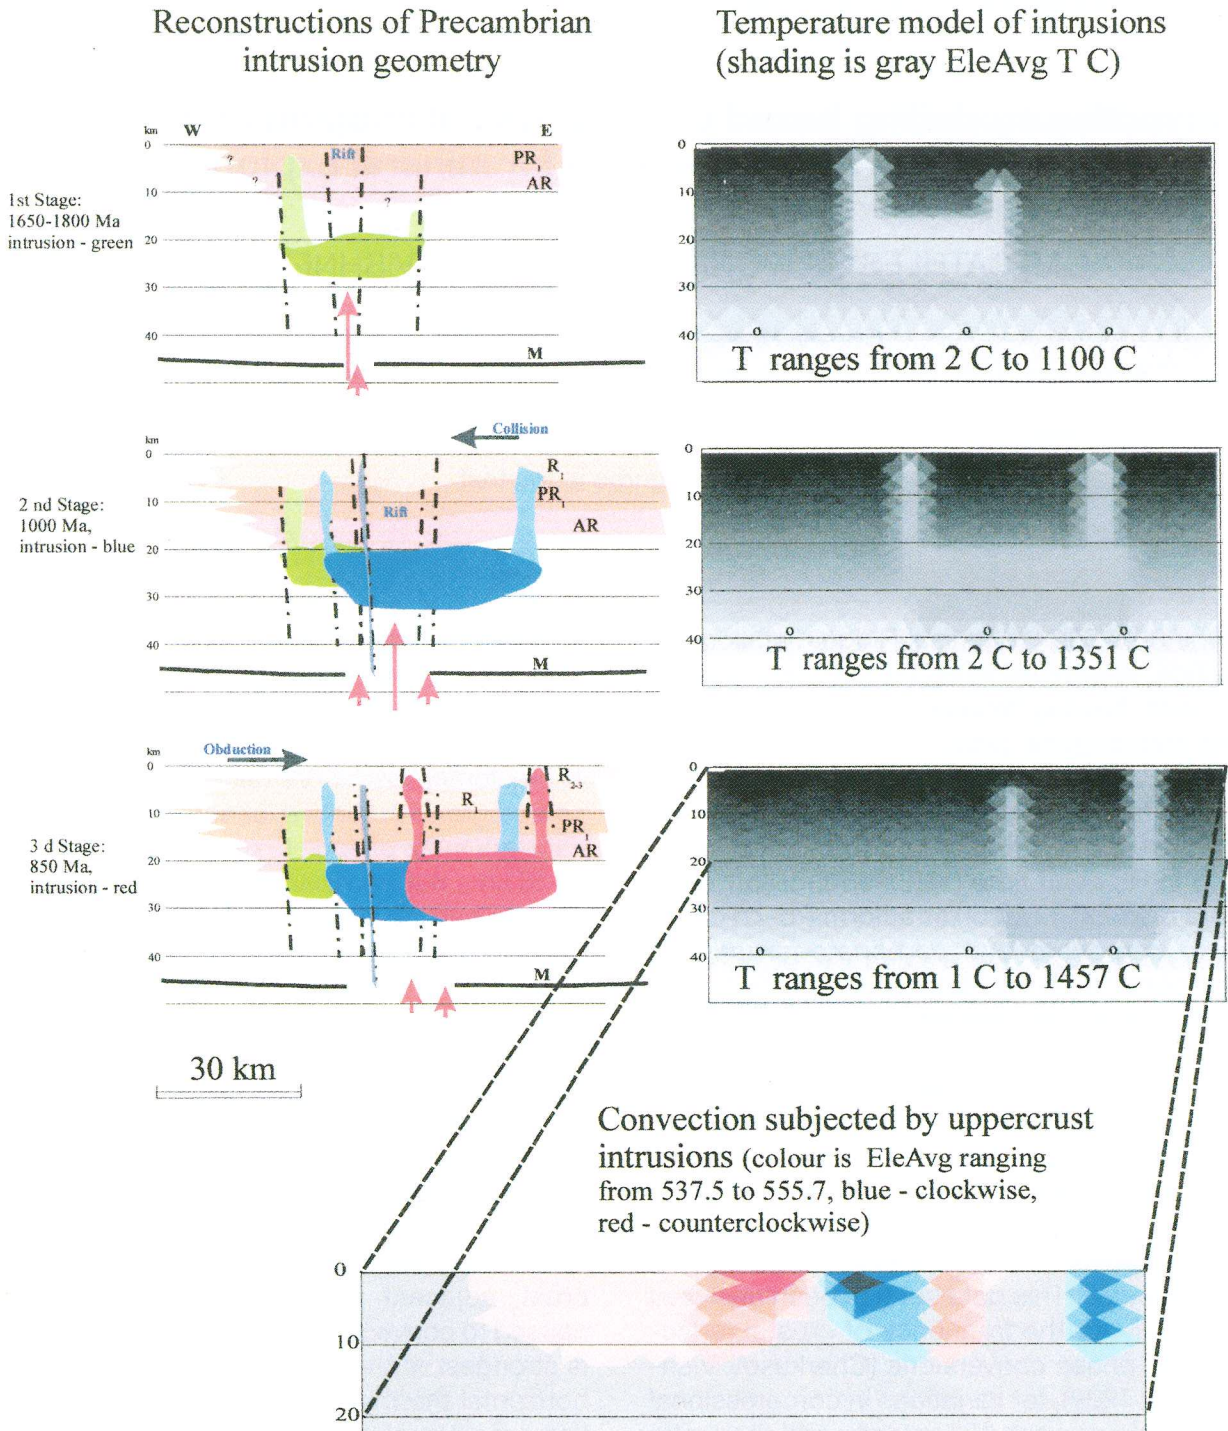 Reconstructions of Precambrian
intrusion geometry
Temperature model of intrusions
(shading is gray EleAvg T C)
1st Stage:
1650-1800 Ma
intrusion - green
km
W
E
0
10
20
30
40
?
?
?
Rift
PR1
AR
M
0
10
20
30
40
o
o
o
T ranges from 2 C to 1100 C
2 nd Stage:
1000 Ma,
intrusion - blue
Collision
km
0
10
20
30
40
R1
PR1
Rift
AR
M
0
10
20
30
40
o
o
o
T ranges from 2 C to 1351 C
3 d Stage:
850 Ma,
intrusion - red
Obduction
km
0
10
20
30
40
R2-3
R1
PR1
AR
M
0
10
20
30
40
o
o
o
T ranges from 1 C to 1457 C
30 km
Convection subjected by uppercrust
intrusions (colour is EleAvg ranging
from 537.5 to 555.7, blue - clockwise,
red - counterclockwise)
0
10
20